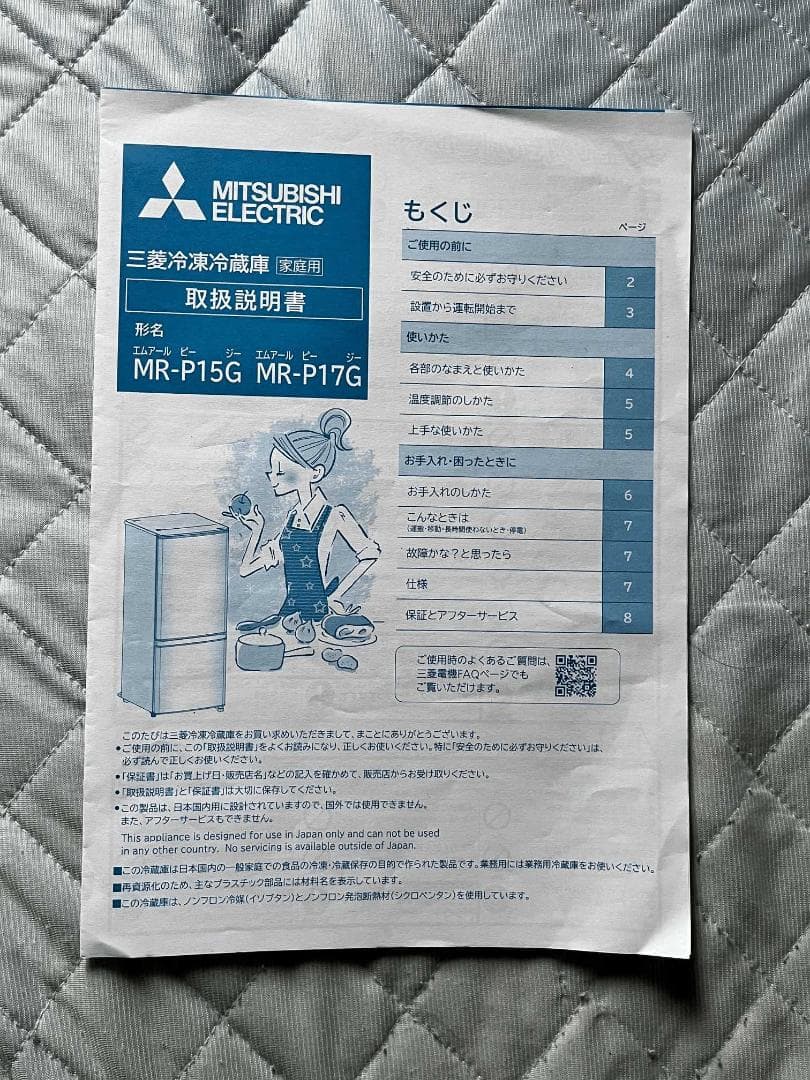 MITSUBISHI
ELECTRIC
三菱冷凍冷蔵庫 家庭用
取扱説明書
形名
エムアール ピー ジー エムアール ピー ジー
MR-P15G MR-P17G
もくじ
ページ
ご使用の前に
安全のために必ずお守りください 2
設置から運転開始まで 3
使いかた
各部のなまえと使いかた 4
温度調節のしかた 5
上手な使いかた 5
お手入れ・困ったときに
お手入れのしかた 6
こんなときは 7
(運搬・移動・長時間使わないとき・停電)
故障かな?と思ったら 7
仕様 7
保証とアフターサービス 8
ご使用時のよくあるご質問は、
三菱電機FAQページでも
ご覧いただけます。
このたびは三菱冷凍冷蔵庫をお買い求めいただきまして、まことにありがとうございます。
●ご使用の前に、この「取扱説明書」をよくお読みになり、正しくお使いください。特に「安全のために必ずお守りください」は、
必ず読んで正しくお使いください。
●「保証書」は「お買上げ日・販売店名」などの記入を確かめて、販売店からお受け取りください。
●「取扱説明書」と「保証書」は大切に保存してください。
●この製品は、日本国内用に設計されていますので、国外では使用できません。
また、アフターサービスもできません。
This appliance is designed for use in Japan only and can not be used
in any other country. No servicing is available outside of Japan.
■この冷蔵庫は日本国内の一般家庭での食品の冷凍・冷蔵保存の目的で作られた製品です。業務用には業務用冷蔵庫をお使いください。
■再資源化のため、主なプラスチック部品には材料名を表示しています。
■この冷蔵庫は、ノンフロン冷媒(イソブタン)とノンフロン発泡断熱材(シクロペンタン)を使用しています。